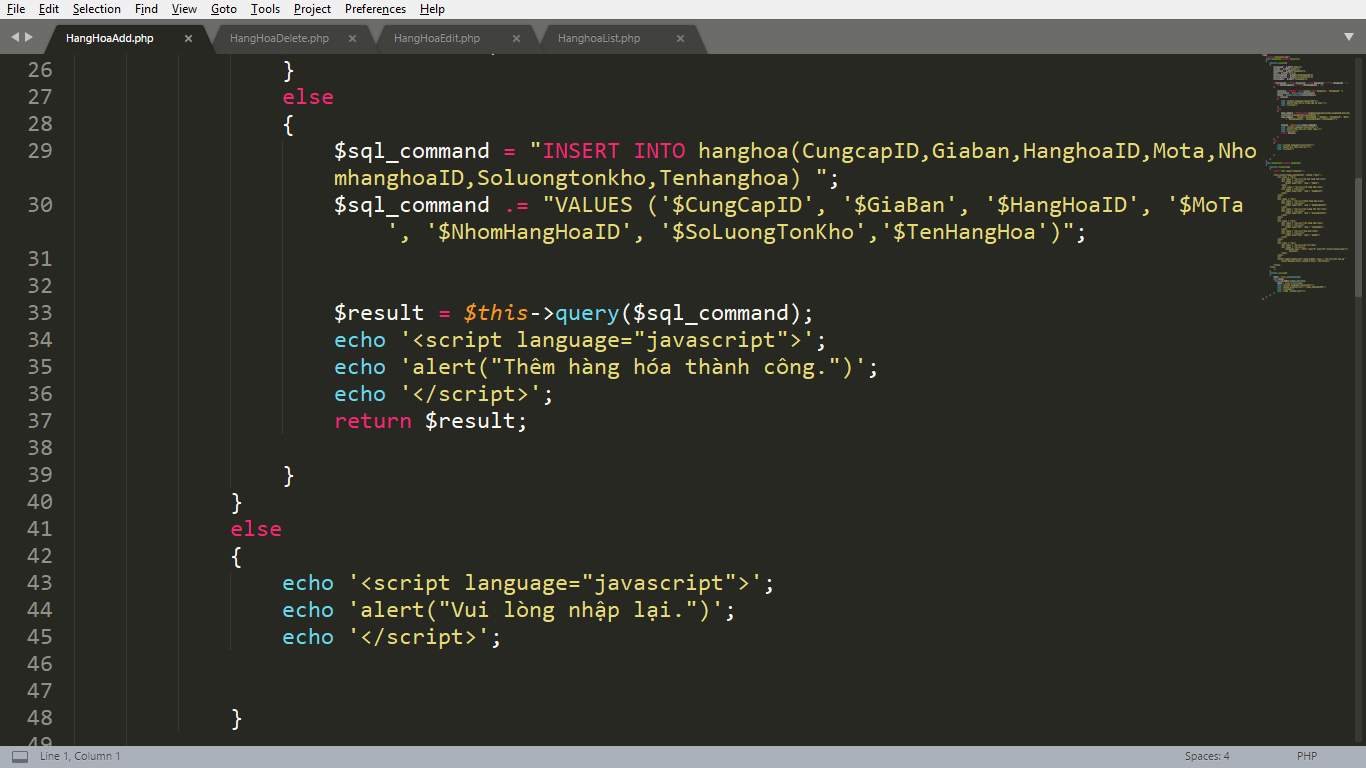 File Edit Selection Find View Goto Tools Project Preferences Help
HangHoaAdd.php HangHoaDelete.php HangHoaEdit.php HanghoaList.php
26 }
27 else
28 {
29 $sql_command = "INSERT INTO hanghoa(CungcapID,Giaban,HanghoaID,Mota,Nho
mhanghoaID,Soluongtonkho,Tenhanghoa) ";
30 $sql_command .= "VALUES ('$CungCapID', '$GiaBan', '$HangHoaID', '$MoTa
', '$NhomHangHoaID', '$SoLuongTonKho','$TenHangHoa')";
31
32
33 $result = $this->query($sql_command);
34 echo '<script language="javascript">';
35 echo 'alert("Thêm hàng hóa thành công.")';
36 echo '</script>';
37 return $result;
38
39 }
40 }
41 else
42 {
43 echo '<script language="javascript">';
44 echo 'alert("Vui lòng nhập lại.")';
45 echo '</script>';
46
47
48 }
49
Line 1, Column 1 Spaces: 4 PHP